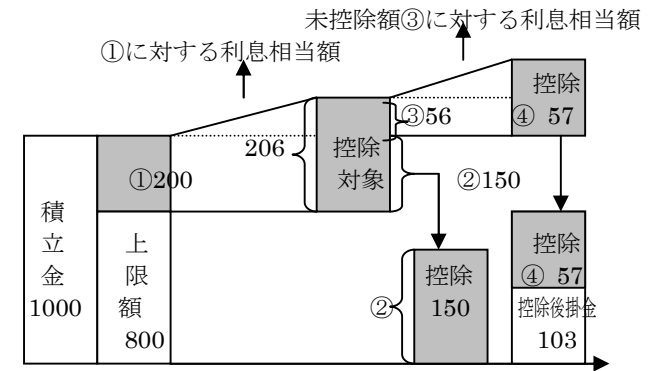 未控除額③に対する利息相当額
①に対する利息相当額
控除
④ 57
③56
206
控除
対象
①200
②150
積
立
金
1000
上
限
額
800
②
控除
150
控除
④ 57
控除後掛金
103